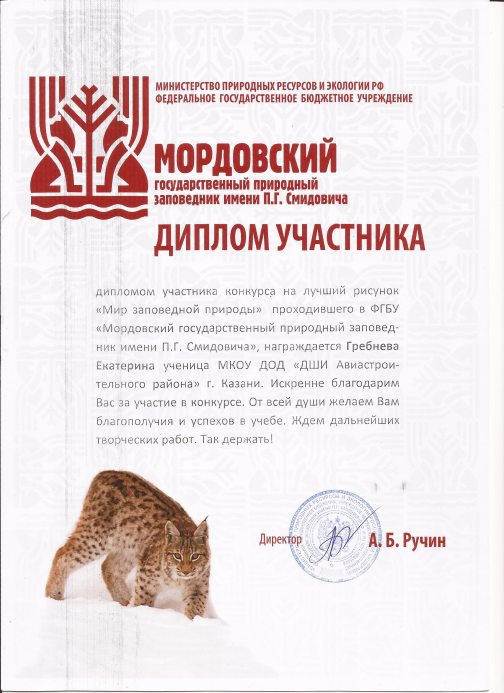 МИНИСТЕРСТВО ПРИРОДНЫХ РЕСУРСОВ И ЭКОЛОГИИ РФ
ФЕДЕРАЛЬНОЕ ГОСУДАРСТВЕННОЕ БЮДЖЕТНОЕ УЧРЕЖДЕНИЕ
МОРДОВСКИЙ
государственный природный
заповедник имени П.Г. Смидовича
ДИПЛОМ УЧАСТНИКА
дипломом участника конкурса на лучший рисунок
«Мир заповедной природы» проходившего в ФГБУ
«Мордовский государственный природный заповед-
ник имени П.Г. Смидовича», награждается Гребнева
Екатерина ученица МКОУ ДОД «ДШИ Авиастрои-
тельного района» г. Казани. Искренне благодарим
Вас за участие в конкурсе. От всей души желаем Вам
благополучия и успехов в учебе. Ждем дальнейших
творческих работ. Так держать!
Директор А. Б. Ручин